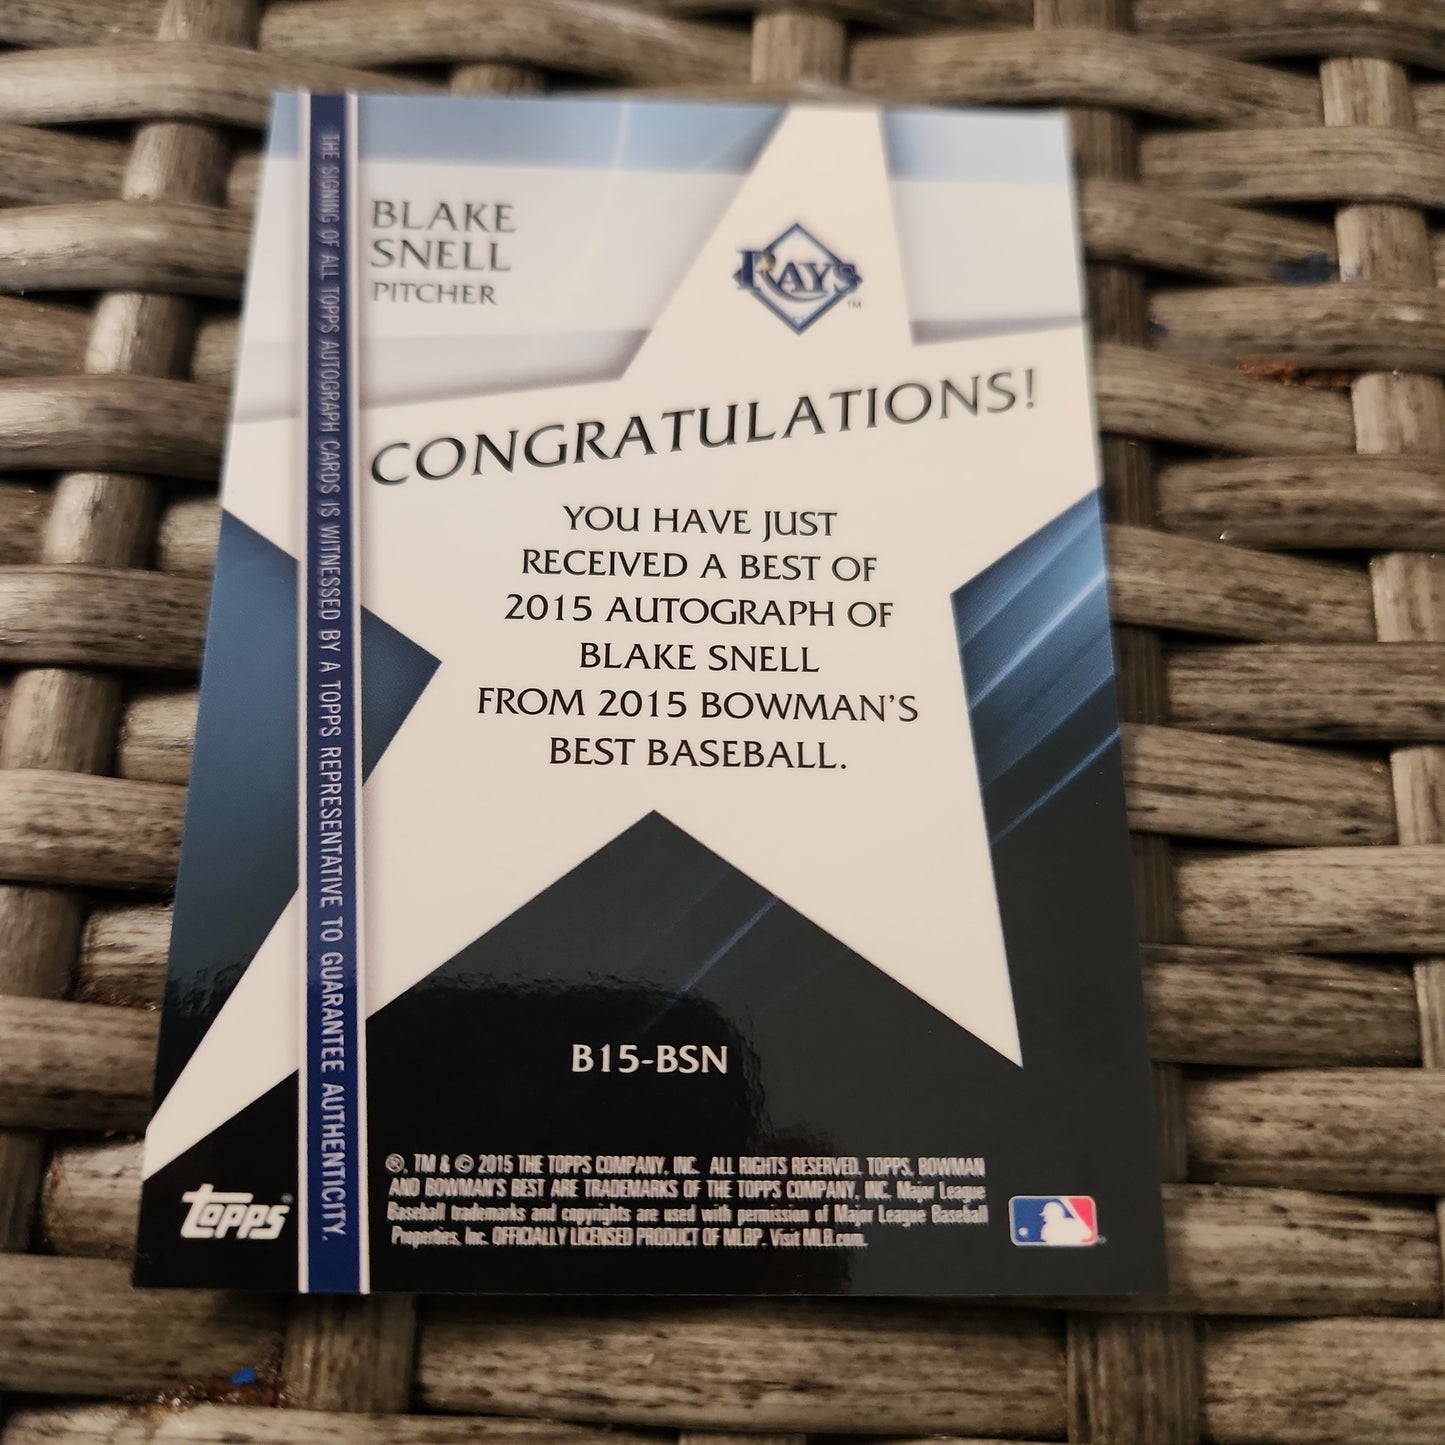 THE SIGNING OF ALL TOPPS AUTOGRAPH CARDS IS WITNESSED BY A TOPPS REPRESENTATIVE TO GUARANTEE AUTHENTICITY.
BLAKE
SNELL
PITCHER
RAYS
TM
CONGRATULATIONS!
YOU HAVE JUST
RECEIVED A BEST OF
2015 AUTOGRAPH OF
BLAKE SNELL
FROM 2015 BOWMAN'S
BEST BASEBALL.
B15-BSN
®, TM & © 2015 THE TOPPS COMPANY, INC. ALL RIGHTS RESERVED. TOPPS, BOWMAN
AND BOWMAN'S BEST ARE TRADEMARKS OF THE TOPPS COMPANY, INC. Major League
Baseball trademarks and copyrights are used with permission of Major League Baseball
Properties, Inc. OFFICIALLY LICENSED PRODUCT OF MLBP. Visit MLB.com.
topps®